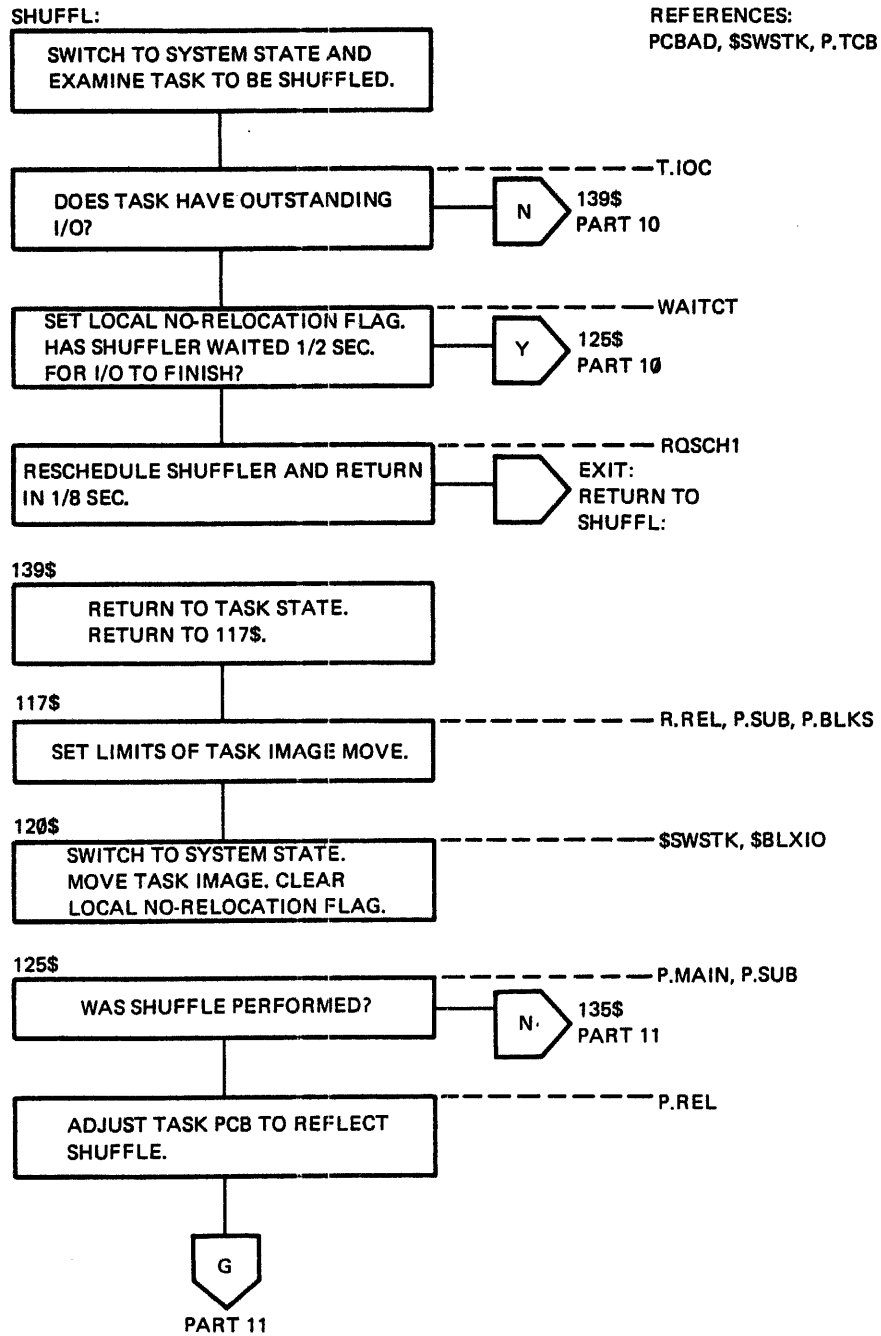 SHUFFL:
REFERENCES:
PCBAD, $SWSTK, P.TCB
SWITCH TO SYSTEM STATE AND
EXAMINE TASK TO BE SHUFFLED.
T.IOC
DOES TASK HAVE OUTSTANDING
I/O?
N
139$
PART 10
WAITCT
SET LOCAL NO-RELOCATION FLAG.
HAS SHUFFLER WAITED 1/2 SEC.
FOR I/O TO FINISH?
Y
125$
PART 10
RQSCH1
RESCHEDULE SHUFFLER AND RETURN
IN 1/8 SEC.
EXIT:
RETURN TO
SHUFFL:
139$
RETURN TO TASK STATE.
RETURN TO 117$.
117$
R.REL, P.SUB, P.BLKS
SET LIMITS OF TASK IMAGE MOVE.
120$
$SWSTK, $BLXIO
SWITCH TO SYSTEM STATE.
MOVE TASK IMAGE. CLEAR
LOCAL NO-RELOCATION FLAG.
125$
P.MAIN, P.SUB
WAS SHUFFLE PERFORMED?
N
135$
PART 11
P.REL
ADJUST TASK PCB TO REFLECT
SHUFFLE.
G
PART 11